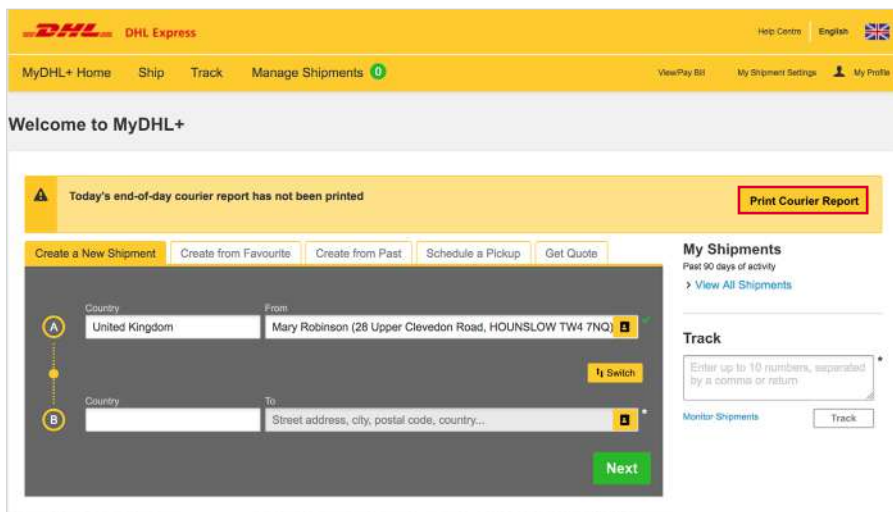 DHL DHL Express
Help Centre English
MyDHL+ Home Ship Track Manage Shipments 0 View/Pay Bill My Shipment Settings My Profile
Welcome to MyDHL+
Today's end-of-day courier report has not been printed
Print Courier Report
Create a New Shipment Create from Favourite Create from Past Schedule a Pickup Get Quote
Country From
A United Kingdom Mary Robinson (28 Upper Clevedon Road, HOUNSLOW TW4 7NQ)
Switch
Country To *
B Street address, city, postal code, country...
Next
My Shipments
Past 90 days of activity
> View All Shipments
Track
Enter up to 10 numbers, separated *
by a comma or return
Monitor Shipments Track